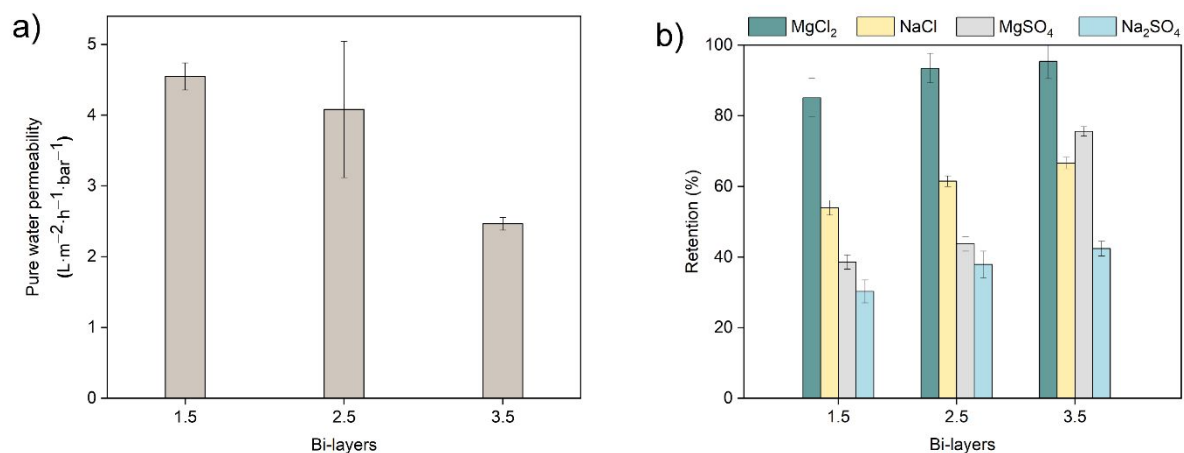 a)
5
4
3
2
1
0
Pure water permeability
(L·m⁻²·h⁻¹·bar⁻¹)
1.5 2.5 3.5
Bi-layers
b)
MgCl₂ NaCl MgSO₄ Na₂SO₄
100
80
60
40
20
0
Retention (%)
1.5 2.5 3.5
Bi-layers